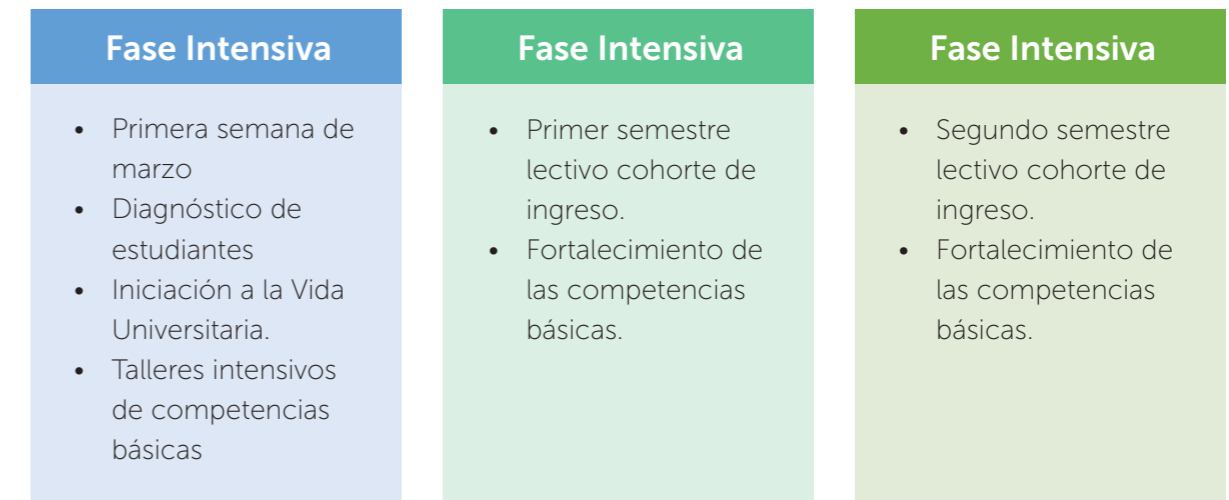 Fase Intensiva
• Primera semana de
marzo
• Diagnóstico de
estudiantes
• Iniciación a la Vida
Universitaria.
• Talleres intensivos
de competencias
básicas
Fase Intensiva
• Primer semestre
lectivo cohorte de
ingreso.
• Fortalecimiento de
las competencias
básicas.
Fase Intensiva
• Segundo semestre
lectivo cohorte de
ingreso.
• Fortalecimiento de
las competencias
básicas.